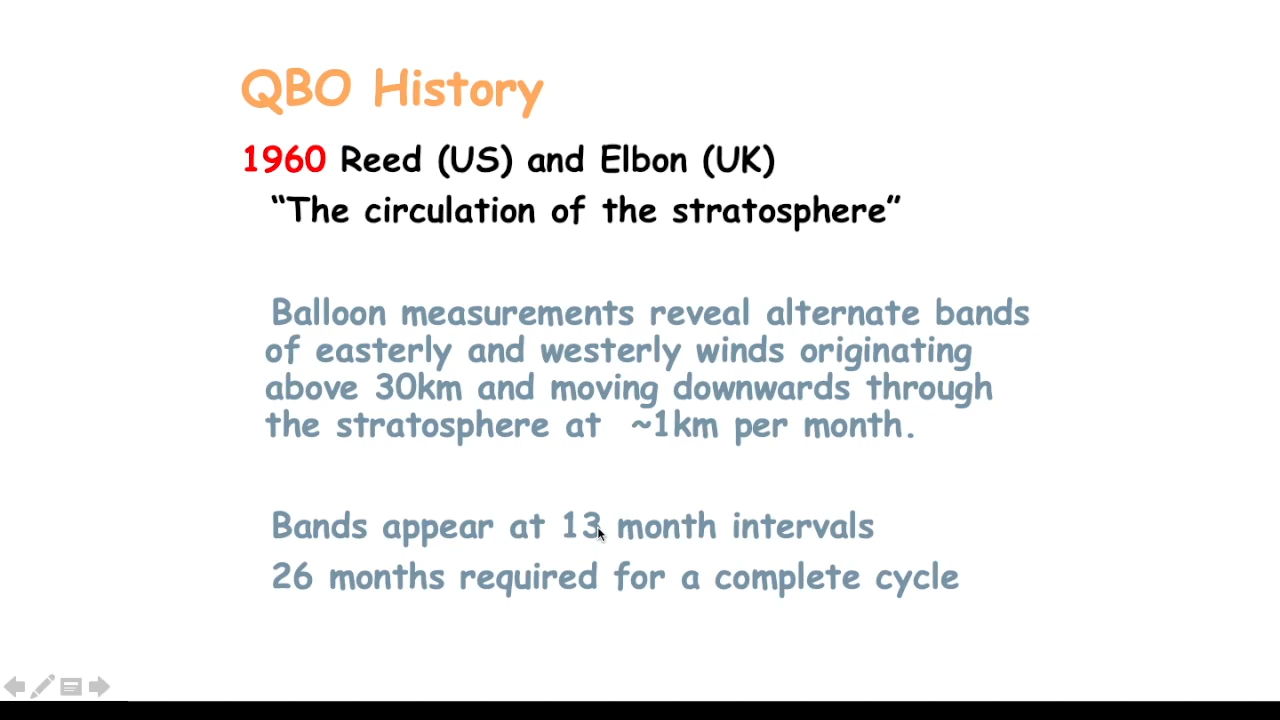 QBO History
1960 Reed (US) and Elbon (UK)
“The circulation of the stratosphere”
Balloon measurements reveal alternate bands
of easterly and westerly winds originating
above 30km and moving downwards through
the stratosphere at ~1km per month.
Bands appear at 13 month intervals
26 months required for a complete cycle